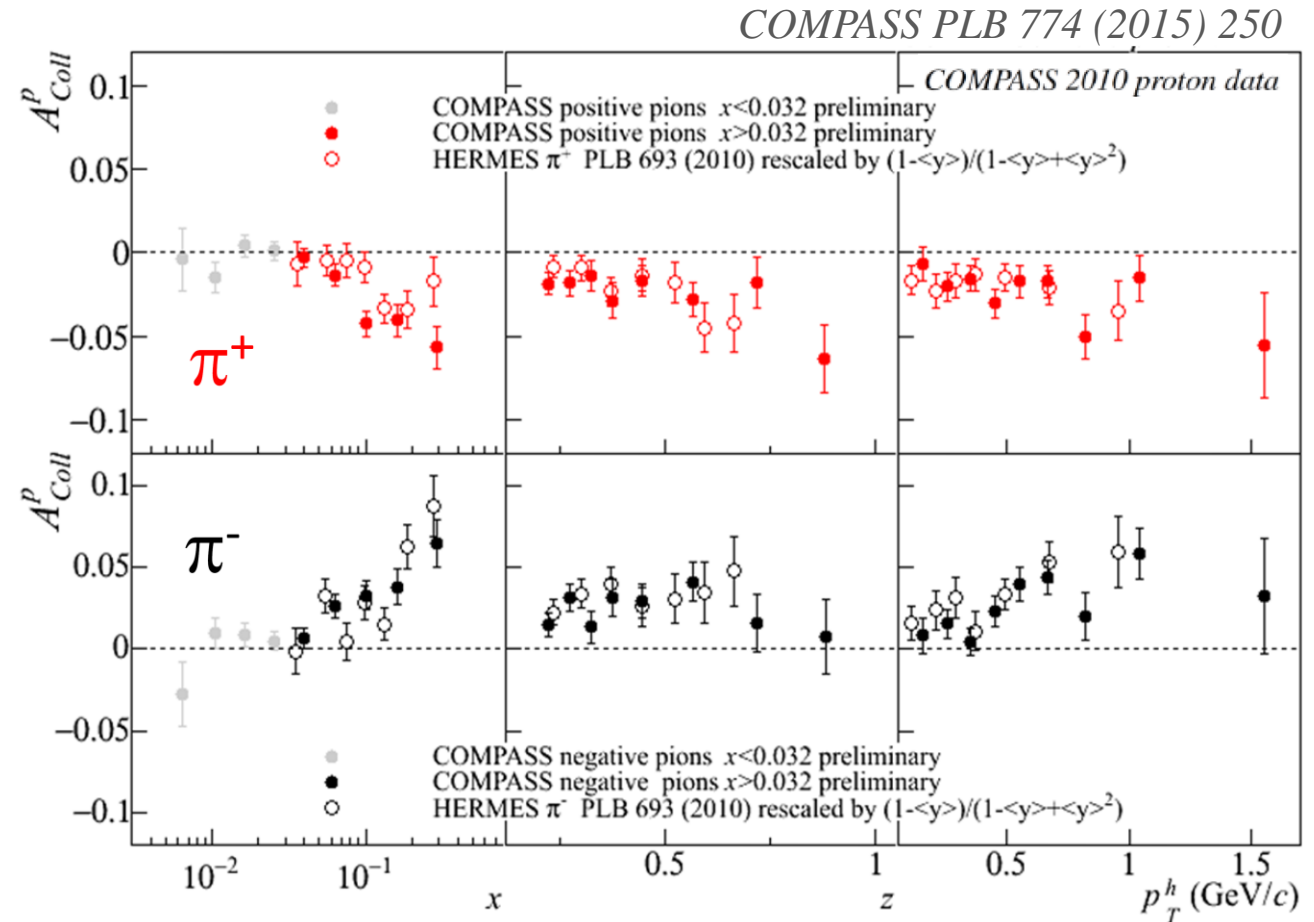 COMPASS PLB 774 (2015) 250
COMPASS 2010 proton data
A^p_Coll
0.1
0.05
0
−0.05
−0.1
COMPASS positive pions x<0.032 preliminary
COMPASS positive pions x>0.032 preliminary
HERMES π⁺ PLB 693 (2010) rescaled by (1-<y>)/(1-<y>+<y>²)
π⁺
A^p_Coll
0.1
0.05
0
−0.05
−0.1
π⁻
COMPASS negative pions x<0.032 preliminary
COMPASS negative pions x>0.032 preliminary
HERMES π⁻ PLB 693 (2010) rescaled by (1-<y>)/(1-<y>+<y>²)
10⁻² 10⁻¹ 0.5 1 0.5 1 1.5
x z p_T^h (GeV/c)